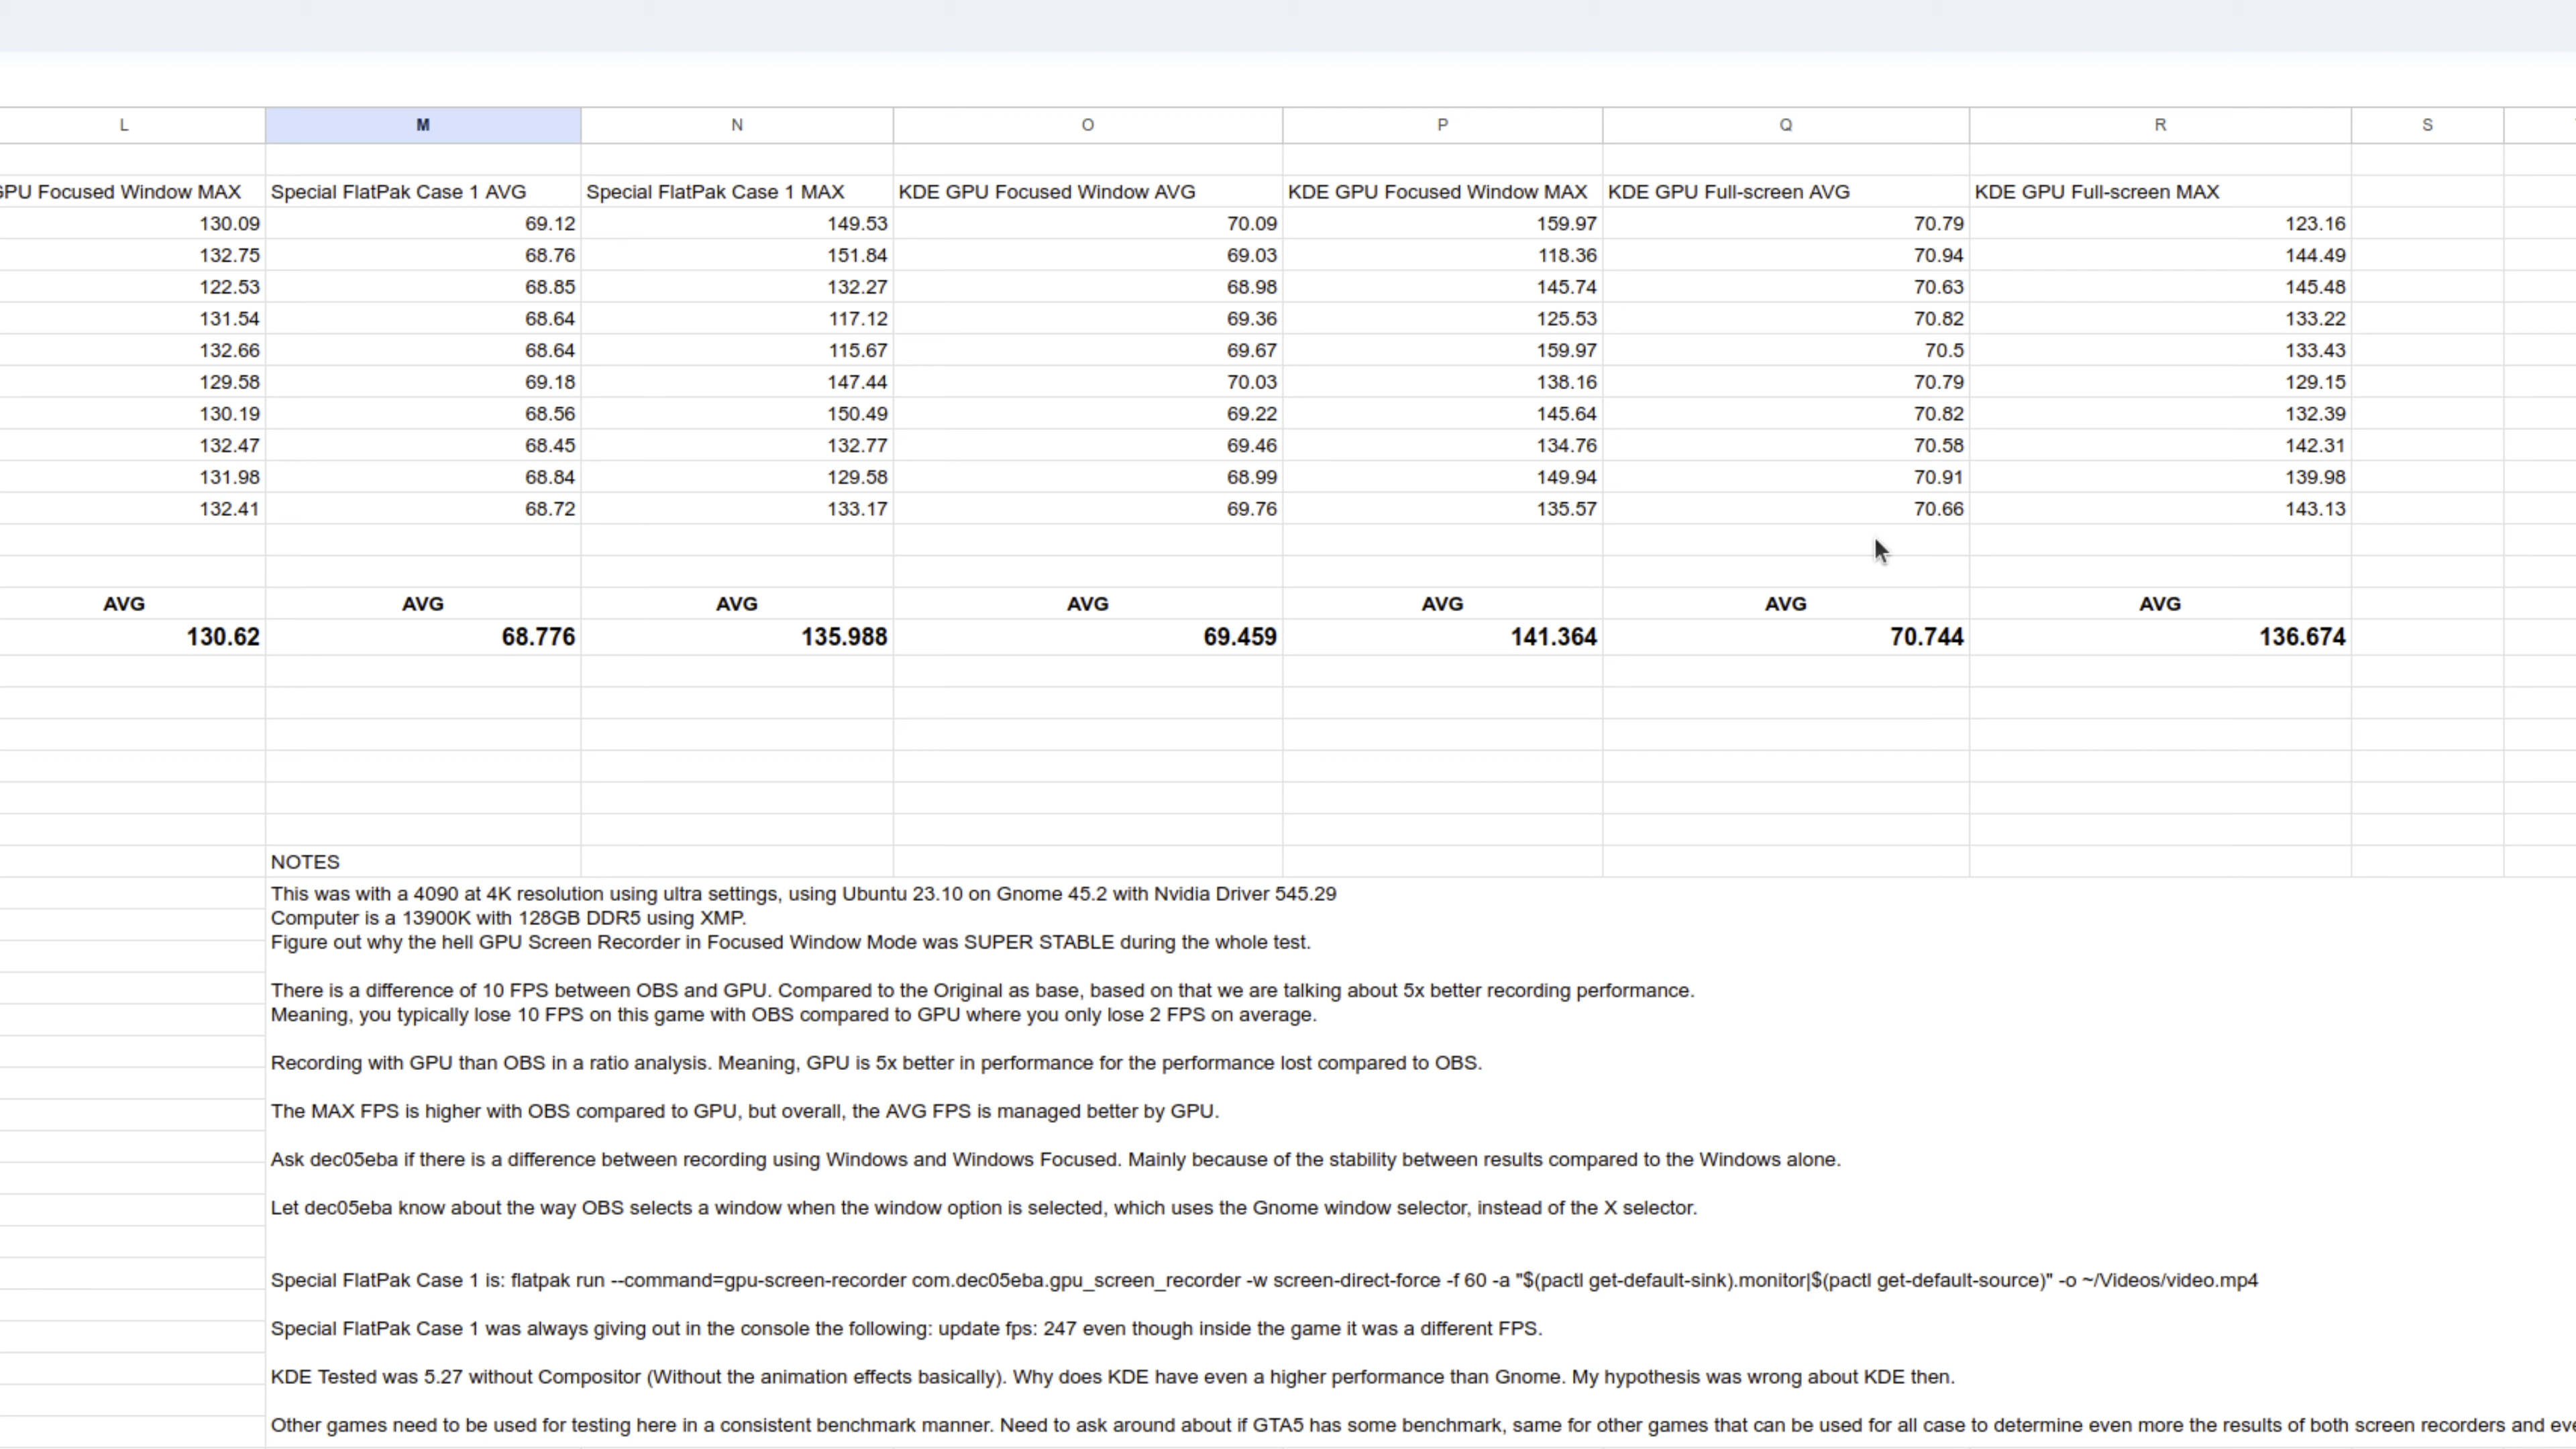 L M N O P Q R S
GPU Focused Window MAX Special FlatPak Case 1 AVG Special FlatPak Case 1 MAX KDE GPU Focused Window AVG KDE GPU Focused Window MAX KDE GPU Full-screen AVG KDE GPU Full-screen MAX
130.09 69.12 149.53 70.09 159.97 70.79 123.16
132.75 68.76 151.84 69.03 118.36 70.94 144.49
122.53 68.85 132.27 68.98 145.74 70.63 145.48
131.54 68.64 117.12 69.36 125.53 70.82 133.22
132.66 68.64 115.67 69.67 159.97 70.5 133.43
129.58 69.18 147.44 70.03 138.16 70.79 129.15
130.19 68.56 150.49 69.22 145.64 70.82 132.39
132.47 68.45 132.77 69.46 134.76 70.58 142.31
131.98 68.84 129.58 68.99 149.94 70.91 139.98
132.41 68.72 133.17 69.76 135.57 70.66 143.13
AVG AVG AVG AVG AVG AVG AVG
130.62 68.776 135.988 69.459 141.364 70.744 136.674
NOTES
This was with a 4090 at 4K resolution using ultra settings, using Ubuntu 23.10 on Gnome 45.2 with Nvidia Driver 545.29
Computer is a 13900K with 128GB DDR5 using XMP.
Figure out why the hell GPU Screen Recorder in Focused Window Mode was SUPER STABLE during the whole test.
There is a difference of 10 FPS between OBS and GPU. Compared to the Original as base, based on that we are talking about 5x better recording performance.
Meaning, you typically lose 10 FPS on this game with OBS compared to GPU where you only lose 2 FPS on average.
Recording with GPU than OBS in a ratio analysis. Meaning, GPU is 5x better in performance for the performance lost compared to OBS.
The MAX FPS is higher with OBS compared to GPU, but overall, the AVG FPS is managed better by GPU.
Ask dec05eba if there is a difference between recording using Windows and Windows Focused. Mainly because of the stability between results compared to the Windows alone.
Let dec05eba know about the way OBS selects a window when the window option is selected, which uses the Gnome window selector, instead of the X selector.
Special FlatPak Case 1 is: flatpak run --command=gpu-screen-recorder com.dec05eba.gpu_screen_recorder -w screen-direct-force -f 60 -a "$(pactl get-default-sink).monitor|$(pactl get-default-source)" -o ~/Videos/video.mp4
Special FlatPak Case 1 was always giving out in the console the following: update fps: 247 even though inside the game it was a different FPS.
KDE Tested was 5.27 without Compositor (Without the animation effects basically). Why does KDE have even a higher performance than Gnome. My hypothesis was wrong about KDE then.
Other games need to be used for testing here in a consistent benchmark manner. Need to ask around about if GTA5 has some benchmark, same for other games that can be used for all case to determine even more the results of both screen recorders and